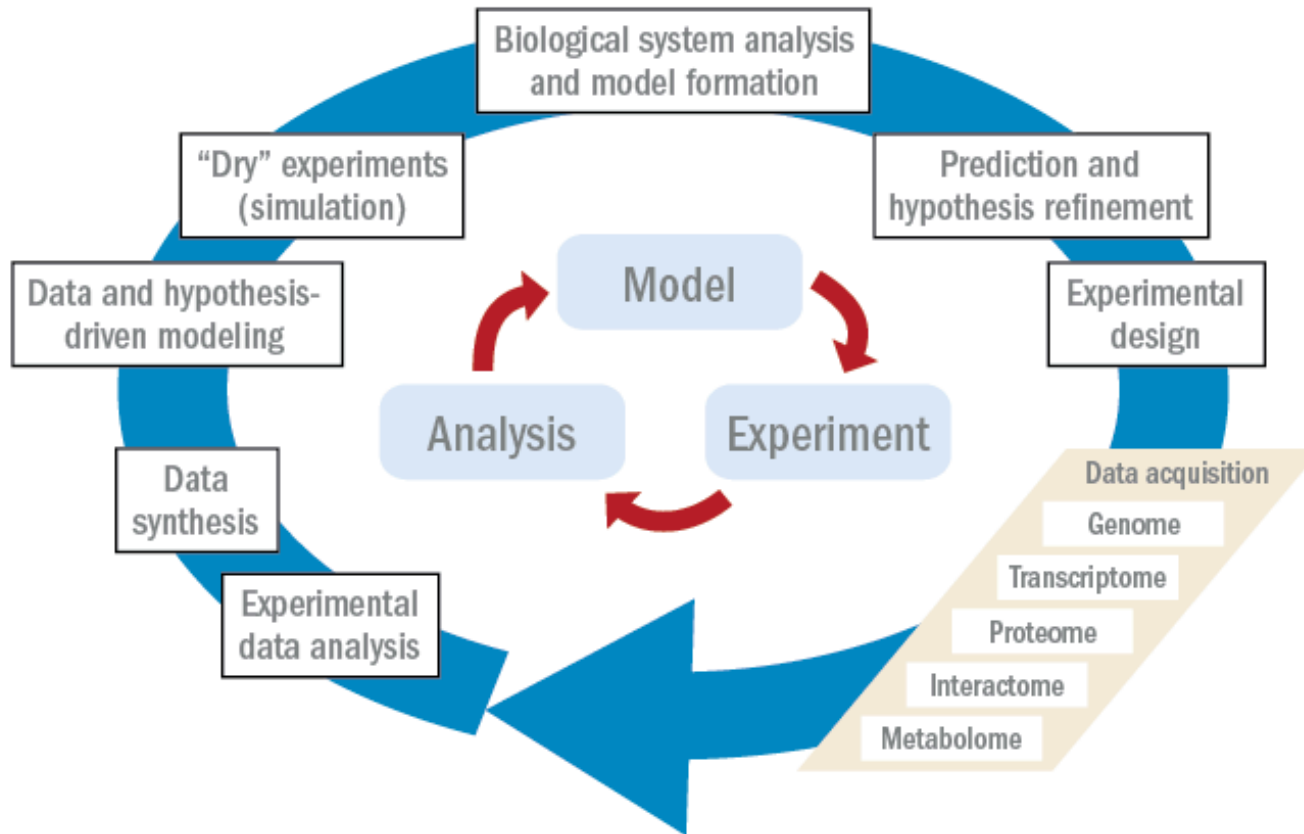 Biological system analysis
and model formation
“Dry” experiments
(simulation)
Prediction and
hypothesis refinement
Data and hypothesis-
driven modeling
Model
Experimental
design
Analysis
Experiment
Data
synthesis
Data acquisition
Genome
Transcriptome
Proteome
Interactome
Metabolome
Experimental
data analysis